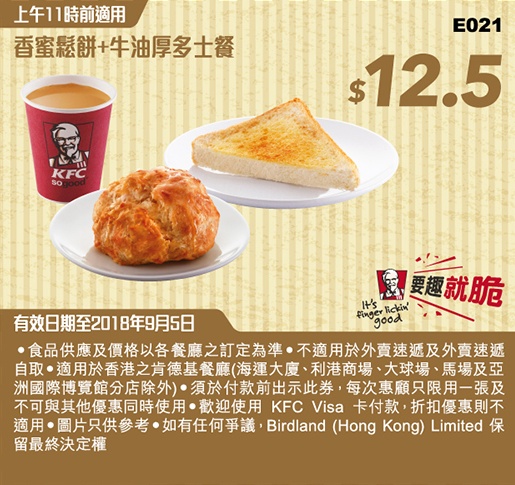 上午11時前適用
E021
香蜜鬆餅+牛油厚多士餐
$12.5
KFC
SO GOOD
It's
finger lickin'
good
要趣就脆
有效日期至2018年9月5日
●食品供應及價格以各餐廳之訂定為準●不適用於外賣速遞及外賣速遞
自取●適用於香港之肯德基餐廳(海運大廈、利港商場、大球場、馬場及亞
洲國際博覽館分店除外)●須於付款前出示此券，每次惠顧只限用一張及
不可與其他優惠同時使用●歡迎使用 KFC Visa 卡付款，折扣優惠則不
適用●圖片只供參考●如有任何爭議，Birdland (Hong Kong) Limited 保
留最終決定權